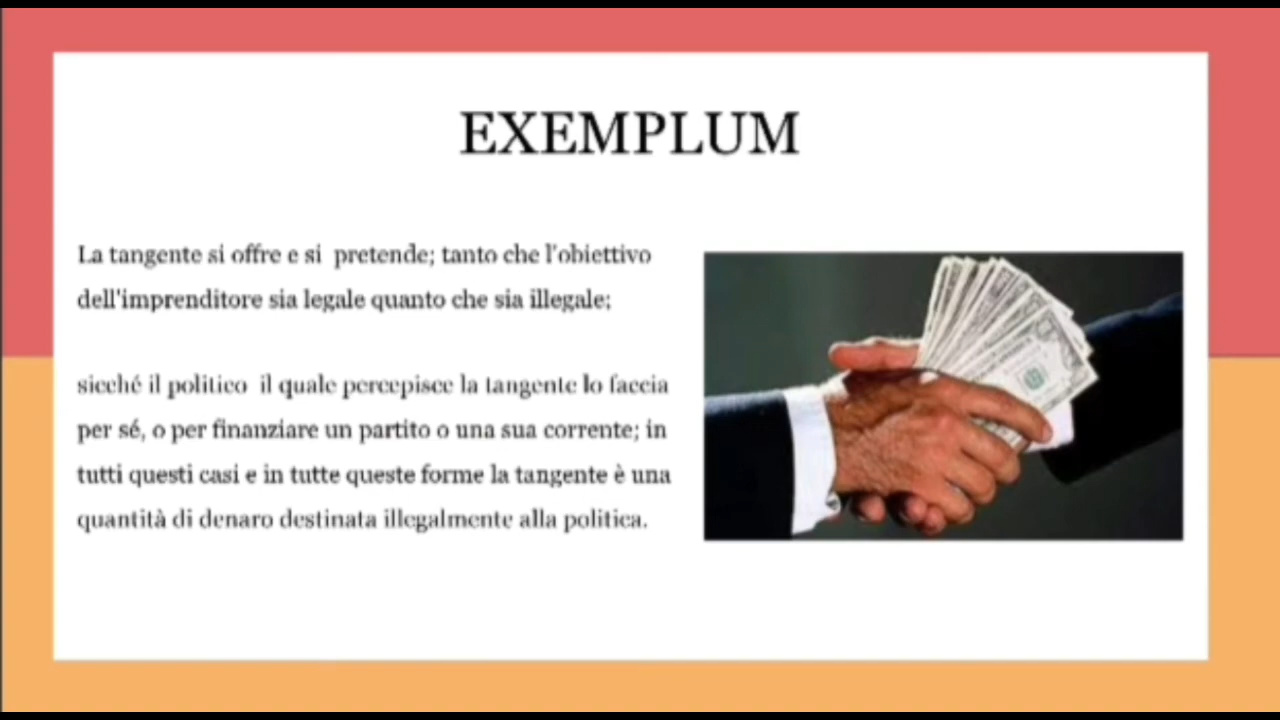 EXEMPLUM
La tangente si offre e si pretende; tanto che l'obiettivo
dell'imprenditore sia legale quanto che sia illegale;
sicché il politico il quale percepisce la tangente lo faccia
per sé, o per finanziare un partito o una sua corrente; in
tutti questi casi e in tutte queste forme la tangente è una
quantità di denaro destinata illegalmente alla politica.